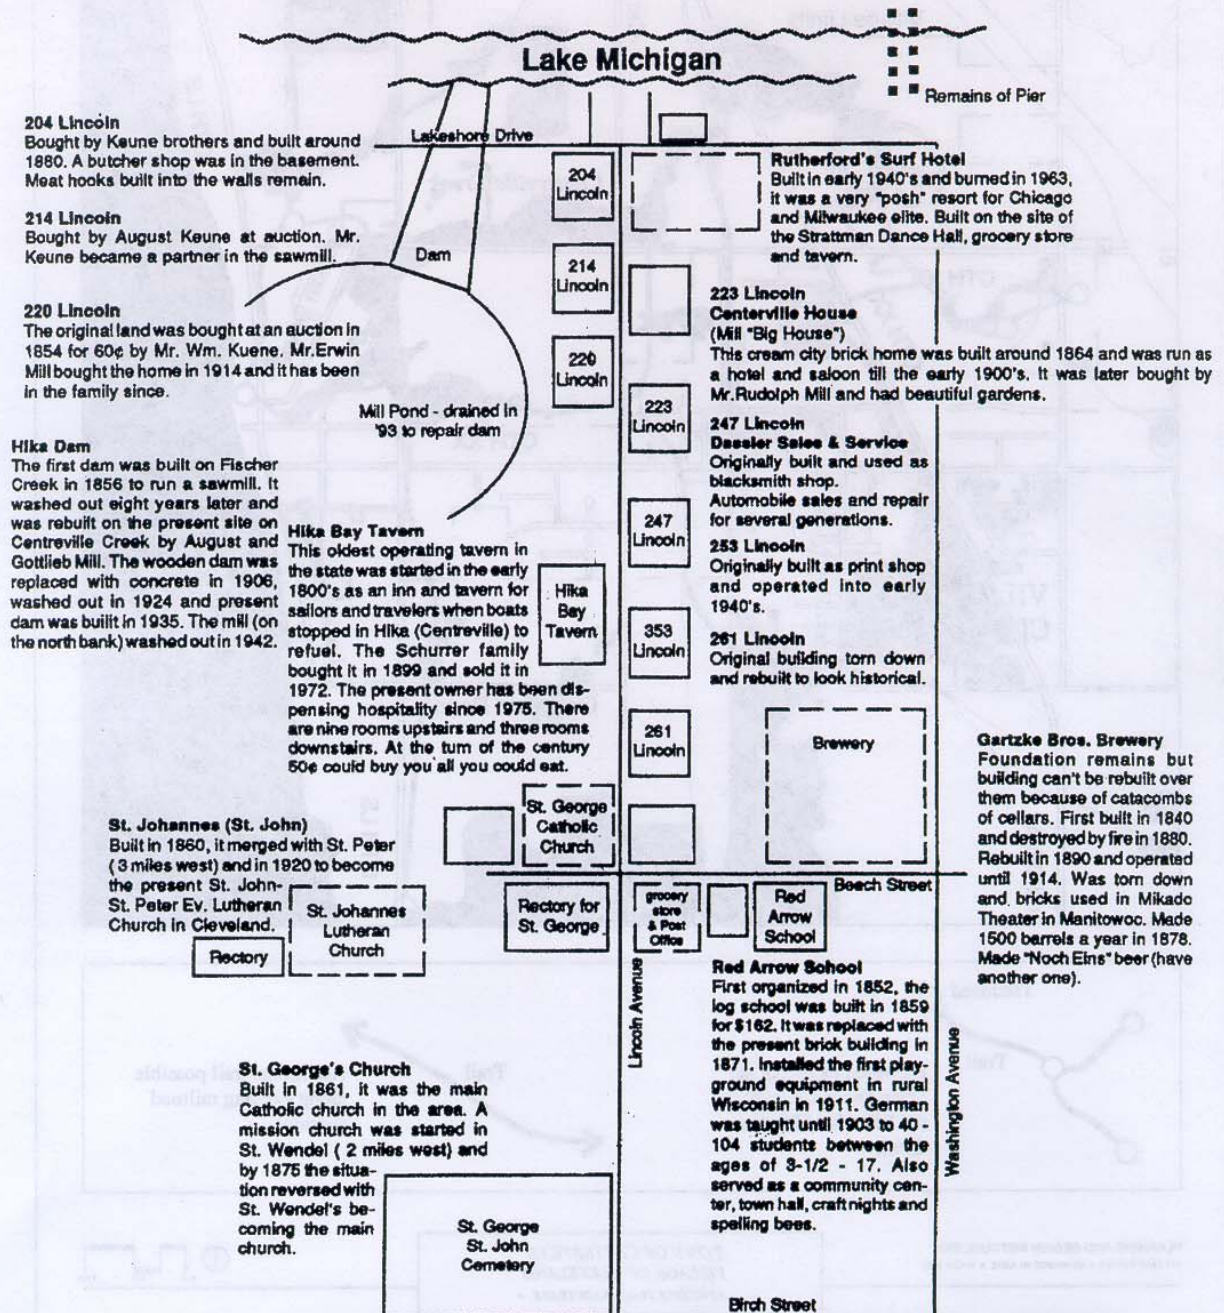 Lake Michigan
Remains of Pier
Lakeshore Drive
204 Lincoln
Bought by Keune brothers and built around
1880. A butcher shop was in the basement.
Meat hooks built into the walls remain.
214 Lincoln
Bought by August Keune at auction. Mr.
Keune became a partner in the sawmill.
220 Lincoln
The original land was bought at an auction in
1854 for 60¢ by Mr. Wm. Kuene. Mr.Erwin
Mill bought the home in 1914 and it has been
in the family since.
Hika Dam
The first dam was built on Fischer
Creek in 1856 to run a sawmill. It
washed out eight years later and
was rebuilt on the present site on
Centreville Creek by August and
Gottlieb Mill. The wooden dam was
replaced with concrete in 1906,
washed out in 1924 and present
dam was builit in 1935. The mill (on
the north bank) washed out in 1942.
Dam
Mill Pond - drained in
'93 to repair dam
Hika Bay Tavern
This oldest operating tavern in
the state was started in the early
1800's as an inn and tavern for
sailors and travelers when boats
stopped in Hika (Centreville) to
refuel. The Schurrer family
bought it in 1899 and sold it in
1972. The present owner has been dis-
pensing hospitality since 1975. There
are nine rooms upstairs and three rooms
downstairs. At the turn of the century
50¢ could buy you all you could eat.
204
Lincoln
214
Lincoln
220
Lincoln
Hika
Bay
Tavern
223
Lincoln
247
Lincoln
353
Lincoln
261
Lincoln
Rutherford's Surf Hotel
Built in early 1940's and burned in 1963,
it was a very "posh" resort for Chicago
and Milwaukee elite. Built on the site of
the Strattman Dance Hall, grocery store
and tavern.
223 Lincoln
Centerville House
(Mill "Big House")
This cream city brick home was built around 1864 and was run as
a hotel and saloon till the early 1900's. It was later bought by
Mr.Rudolph Mill and had beautiful gardens.
247 Lincoln
Dassler Sales & Service
Originally built and used as
blacksmith shop.
Automobile sales and repair
for several generations.
253 Lincoln
Originally built as print shop
and operated into early
1940's.
261 Lincoln
Original building torn down
and rebuilt to look historical.
Brewery
Gartzke Bros. Brewery
Foundation remains but
building can't be rebuilt over
them because of catacombs
of cellars. First built in 1840
and destroyed by fire in 1880.
Rebuilt in 1890 and operated
until 1914. Was torn down
and bricks used in Mikado
Theater in Manitowoc. Made
1500 barrels a year in 1878.
Made "Noch Eins" beer (have
another one).
St. Johannes (St. John)
Built in 1860, it merged with St. Peter
( 3 miles west) and in 1920 to become
the present St. John-
St. Peter Ev. Lutheran
Church in Cleveland.
Rectory
St. Johannes
Lutheran
Church
St. George
Catholic
Church
Rectory for
St. George
grocery
store
& Post
Office
Red
Arrow
School
Beech Street
Lincoln Avenue
Washington Avenue
Red Arrow School
First organized in 1852, the
log school was built in 1859
for $162. It was replaced with
the present brick building in
1871. Installed the first play-
ground equipment in rural
Wisconsin in 1911. German
was taught until 1903 to 40 -
104 students between the
ages of 3-1/2 - 17. Also
served as a community cen-
ter, town hall, craft nights and
spelling bees.
St. George's Church
Built in 1861, it was the main
Catholic church in the area. A
mission church was started in
St. Wendel ( 2 miles west) and
by 1875 the situa-
tion reversed with
St. Wendel's be-
coming the main
church.
St. George
St. John
Cemetery
Birch Street